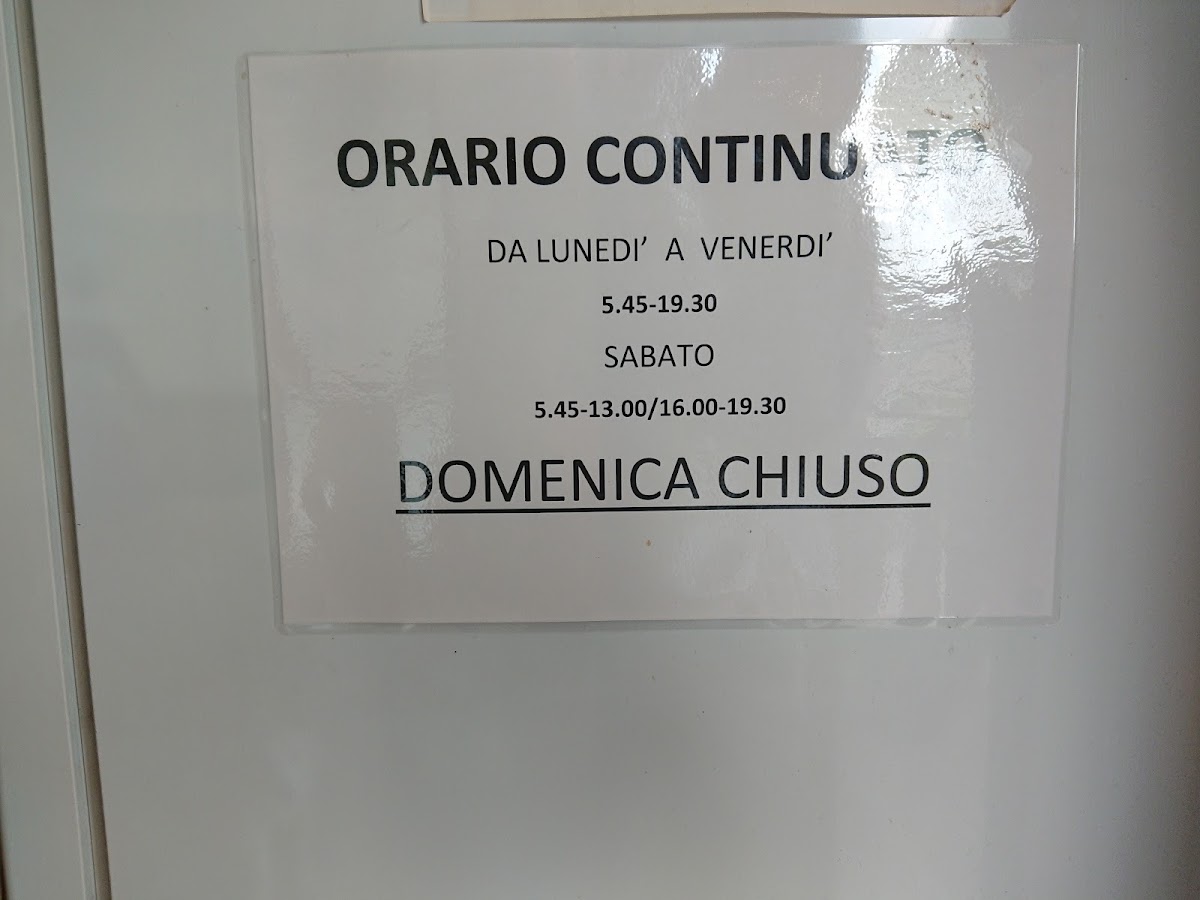 ORARIO CONTINUATO
DA LUNEDI' A VENERDI'
5.45-19.30
SABATO
5.45-13.00/16.00-19.30
DOMENICA CHIUSO